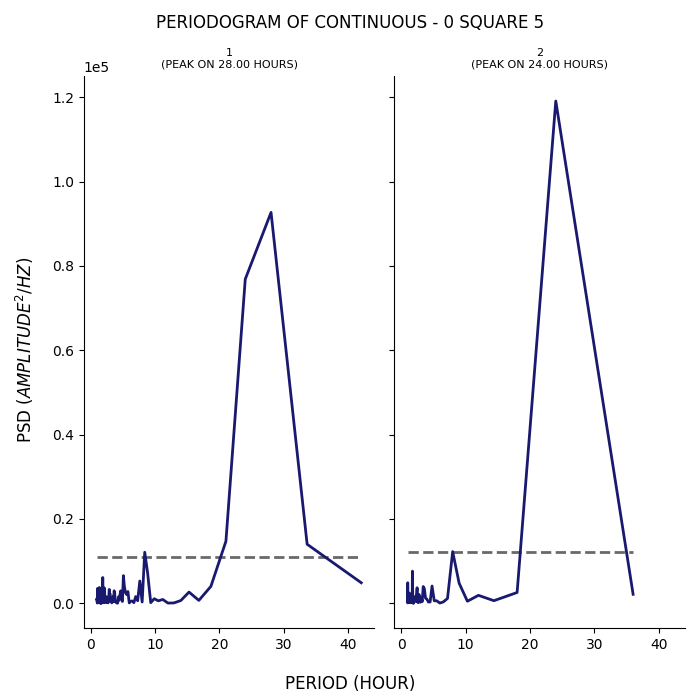 PERIODOGRAM OF CONTINUOUS - 0 SQUARE 5
1
(PEAK ON 28.00 HOURS)
2
(PEAK ON 24.00 HOURS)
1e5
1.2
1.0
0.8
0.6
0.4
0.2
0.0
PSD (AMPLITUDE²/HZ)
0 10 20 30 40
0 10 20 30 40
PERIOD (HOUR)